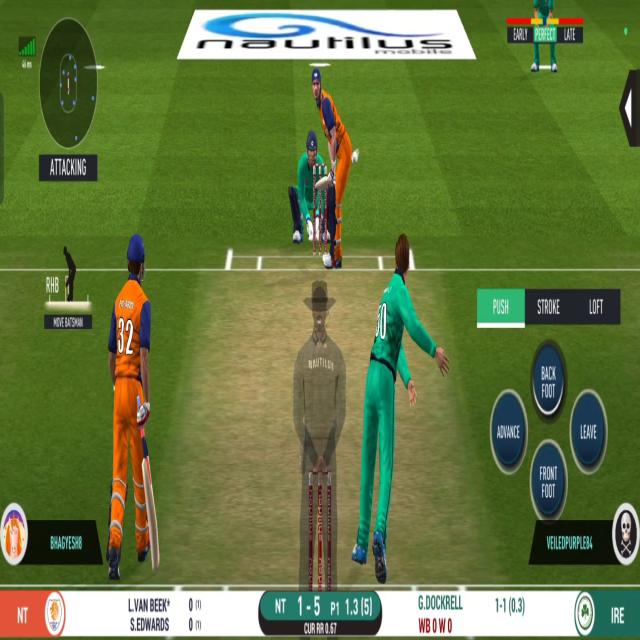 nautilus
mobile
EARLY PERFECT LATE
46 ms
ATTACKING
RHB
MOVE BATSMAN
32
NAUTILUS
PUSH STROKE LOFT
BACK
FOOT
ADVANCE
LEAVE
FRONT
FOOT
BHAGYESH8
VEILEDPURPLE84
NT
L.VAN BEEK* 0 (1)
S.EDWARDS 0 (1)
NT 1-5 P1 1.3 (5)
CUR RR 0.67
G.DOCKRELL 1-1 (0.3)
WB 0 W 0
IRE